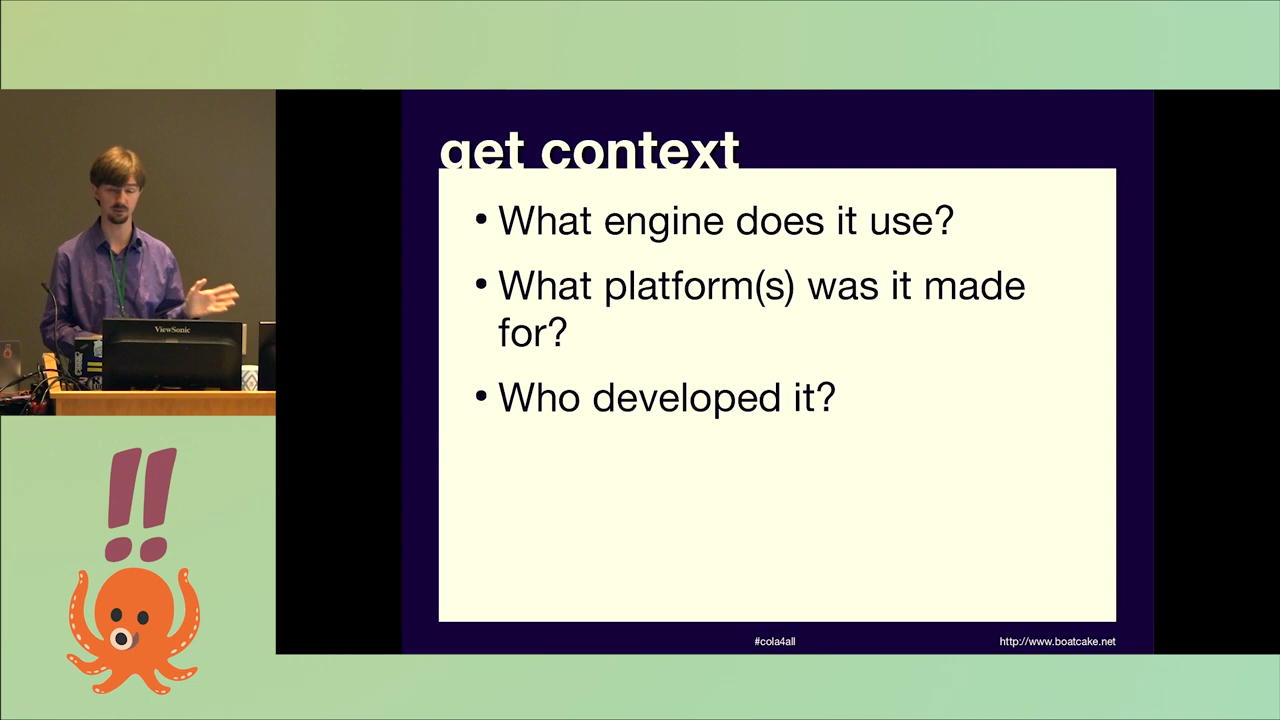 get context
• What engine does it use?
• What platform(s) was it made
for?
• Who developed it?
ViewSonic
!!
#cola4all
http://www.boatcake.net